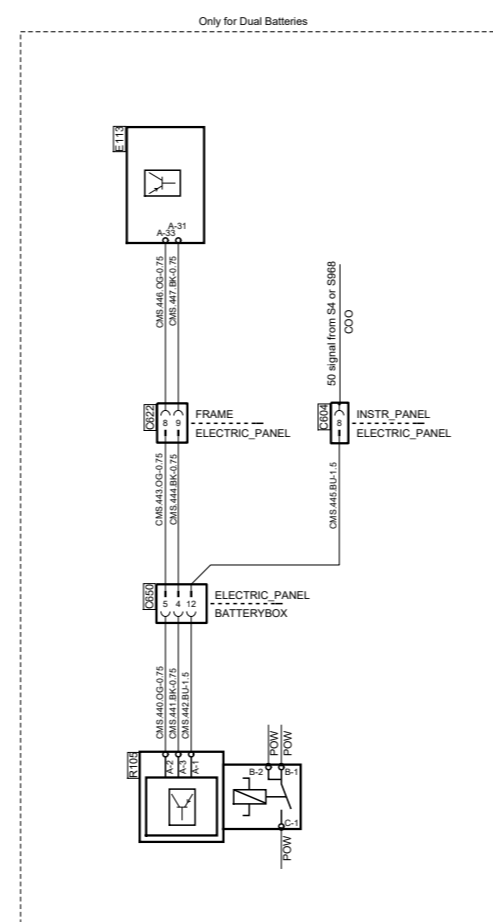 Only for Dual Batteries
E113
A-31
A-33
CMS.446.OG-0.75
CMS.447.BK-0.75
50 signal from S4 or S968
COO
C622
8 9
FRAME
ELECTRIC_PANEL
C604
8
INSTR_PANEL
ELECTRIC_PANEL
CMS.443.OG-0.75
CMS.444.BK-0.75
CMS.445.BU-1.5
C650
5 4 12
ELECTRIC_PANEL
BATTERYBOX
CMS.440.OG-0.75
CMS.441.BK-0.75
CMS.442.BU-1.5
R105
A-2
A-3
A-1
POW
POW
B-2
B-1
C-1
POW